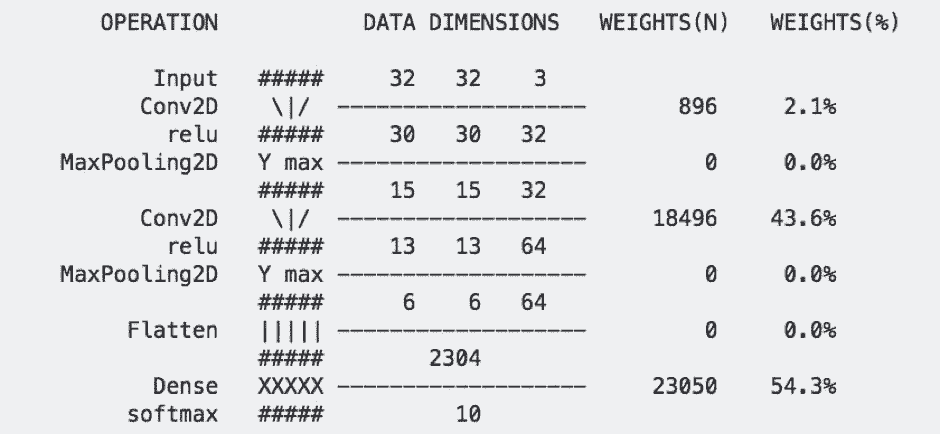 OPERATION DATA DIMENSIONS WEIGHTS(N) WEIGHTS(%)
Input ##### 32 32 3
Conv2D \|/ ------------------- 896 2.1%
relu ##### 30 30 32
MaxPooling2D Y max ------------------- 0 0.0%
##### 15 15 32
Conv2D \|/ ------------------- 18496 43.6%
relu ##### 13 13 64
MaxPooling2D Y max ------------------- 0 0.0%
##### 6 6 64
Flatten ||||| ------------------- 0 0.0%
##### 2304
Dense XXXXX ------------------- 23050 54.3%
softmax ##### 10